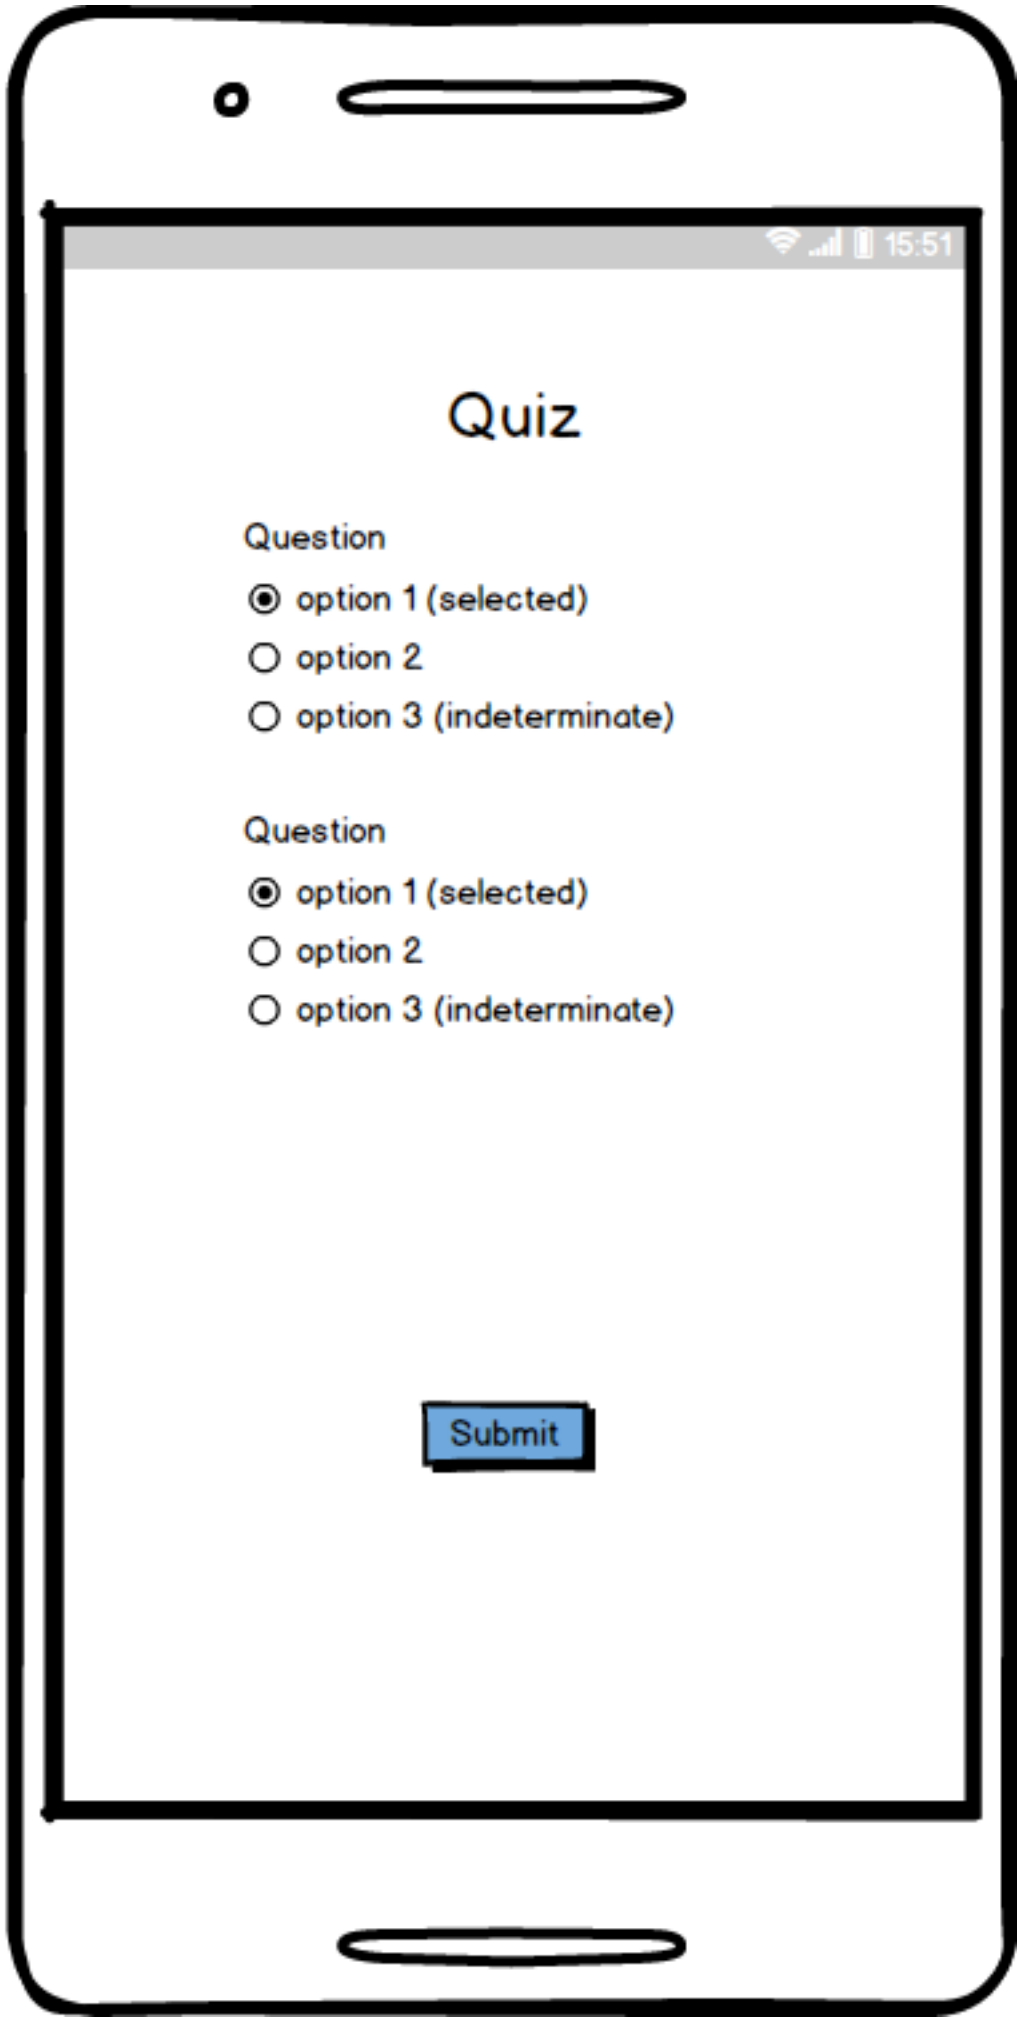 15:51
Quiz
Question
option 1 (selected)
option 2
option 3 (indeterminate)
Question
option 1 (selected)
option 2
option 3 (indeterminate)
Submit